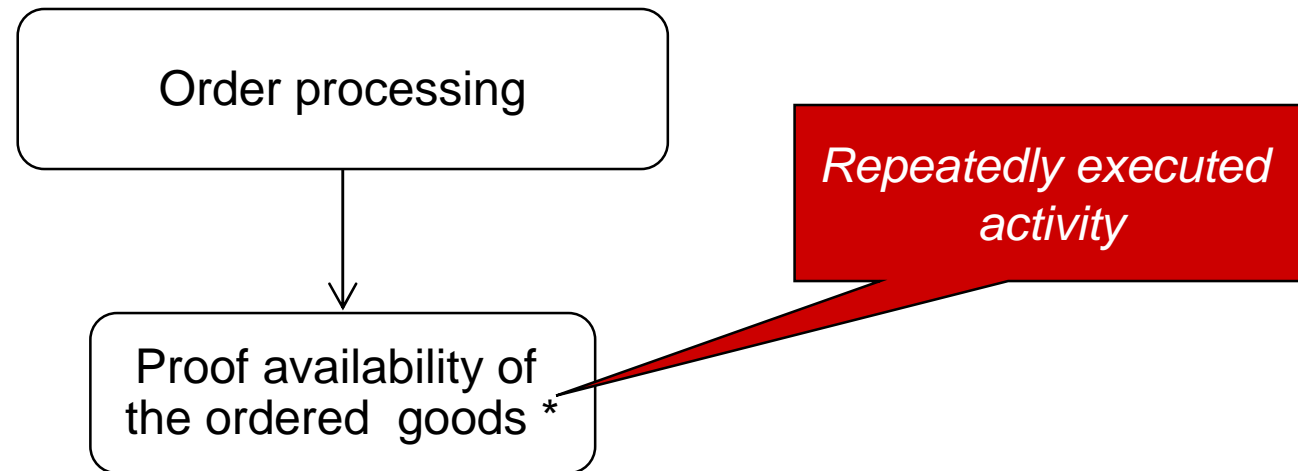 Order processing
Repeatedly executed
activity
Proof availability of
the ordered goods *